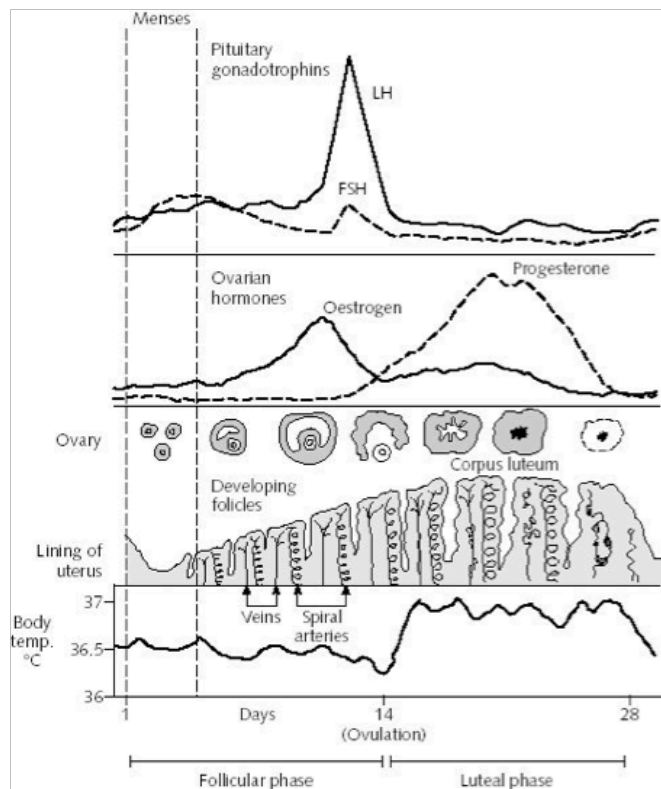 Menses
Pituitary
gonadotrophins
LH
FSH
Ovarian
hormones
Oestrogen
Progesterone
Ovary
Corpus luteum
Developing
follicles
Lining of
uterus
Veins
Spiral
arteries
Body
temp.
°C
37
36.5
36
1
Days
14
(Ovulation)
28
Follicular phase
Luteal phase